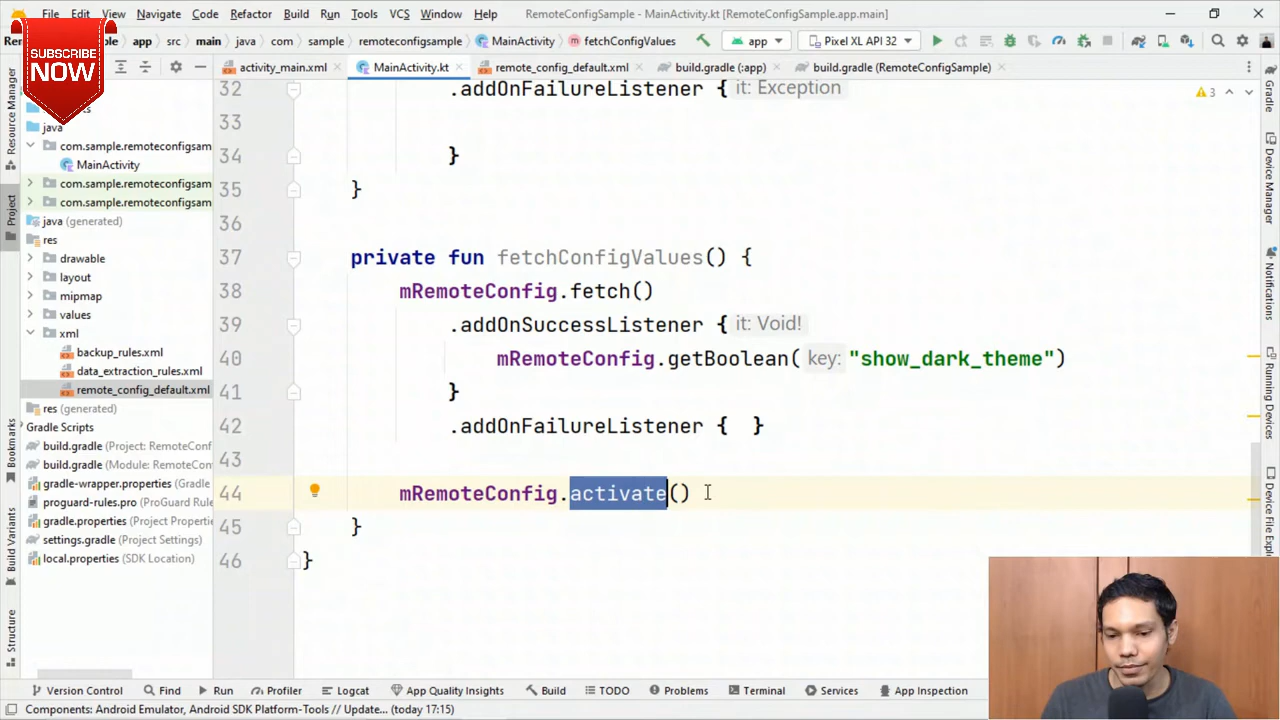 File Edit View Navigate Code Refactor Build Run Tools VCS Window Help RemoteConfigSample - MainActivity.kt [RemoteConfigSample.app.main]
Re app src main java com sample remoteconfigsample MainActivity fetchConfigValues app Pixel XL API 32
SUBSCRIBE
NOW
activity_main.xml MainActivity.kt remote_config_default.xml build.gradle (:app) build.gradle (RemoteConfigSample)
java
com.sample.remoteconfigsam
MainActivity
com.sample.remoteconfigsam
com.sample.remoteconfigsam
java (generated)
res
drawable
layout
mipmap
values
xml
backup_rules.xml
data_extraction_rules.xml
remote_config_default.xml
res (generated)
Gradle Scripts
build.gradle (Project: RemoteConf
build.gradle (Module: RemoteCon
gradle-wrapper.properties (Gradle
proguard-rules.pro (ProGuard Rule
gradle.properties (Project Propert
settings.gradle (Project Settings)
local.properties (SDK Location)
Resource Manager
Project
Bookmarks
Build Variants
Structure
32 .addOnFailureListener { it: Exception
33
34 }
35 }
36
37 private fun fetchConfigValues() {
38 mRemoteConfig.fetch()
39 .addOnSuccessListener { it: Void!
40 mRemoteConfig.getBoolean( key: "show_dark_theme")
41 }
42 .addOnFailureListener { }
43
44 mRemoteConfig.activate()
45 }
46 }
3
Gradle
Device Manager
Notifications
Running Devices
Device File Explo
Version Control Find Run Profiler Logcat App Quality Insights Build TODO Problems Terminal Services App Inspection
Components: Android Emulator, Android SDK Platform-Tools // Update... (today 17:15)